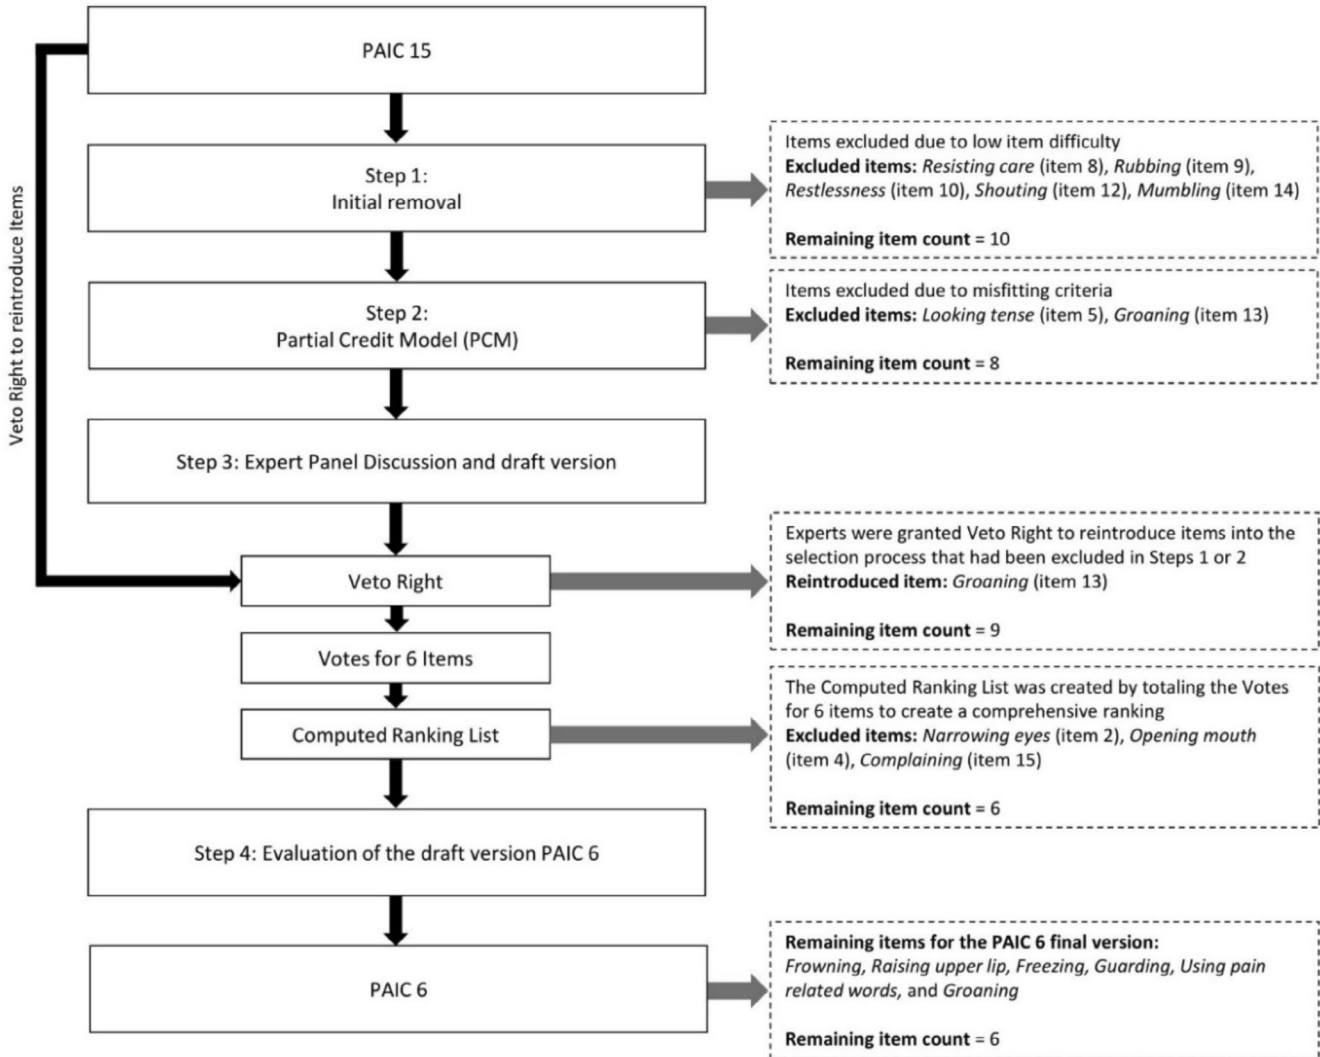 PAIC 15
Veto Right to reintroduce Items
Step 1:
Initial removal
Items excluded due to low item difficulty
Excluded items: Resisting care (item 8), Rubbing (item 9),
Restlessness (item 10), Shouting (item 12), Mumbling (item 14)
Remaining item count = 10
Step 2:
Partial Credit Model (PCM)
Items excluded due to misfitting criteria
Excluded items: Looking tense (item 5), Groaning (item 13)
Remaining item count = 8
Step 3: Expert Panel Discussion and draft version
Veto Right
Experts were granted Veto Right to reintroduce items into the
selection process that had been excluded in Steps 1 or 2
Reintroduced item: Groaning (item 13)
Remaining item count = 9
Votes for 6 Items
Computed Ranking List
The Computed Ranking List was created by totaling the Votes
for 6 items to create a comprehensive ranking
Excluded items: Narrowing eyes (item 2), Opening mouth
(item 4), Complaining (item 15)
Remaining item count = 6
Step 4: Evaluation of the draft version PAIC 6
PAIC 6
Remaining items for the PAIC 6 final version:
Frowning, Raising upper lip, Freezing, Guarding, Using pain
related words, and Groaning
Remaining item count = 6